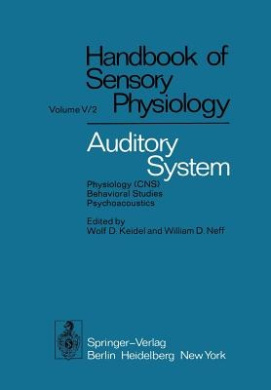 Handbook of
Sensory
Volume V/2 Physiology
Auditory
System
Physiology (CNS)
Behavioral Studies
Psychoacoustics
Edited by
Wolf D. Keidel and William D. Neff
Springer-Verlag
Berlin Heidelberg New York